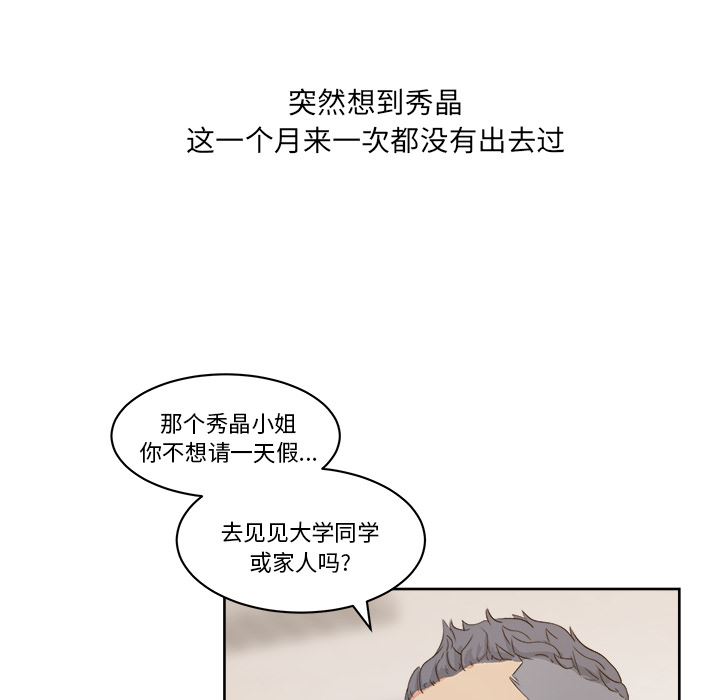 突然想到秀晶
这一个月来一次都没有出去过
那个秀晶小姐
你不想请一天假...
去见见大学同学
或家人吗?